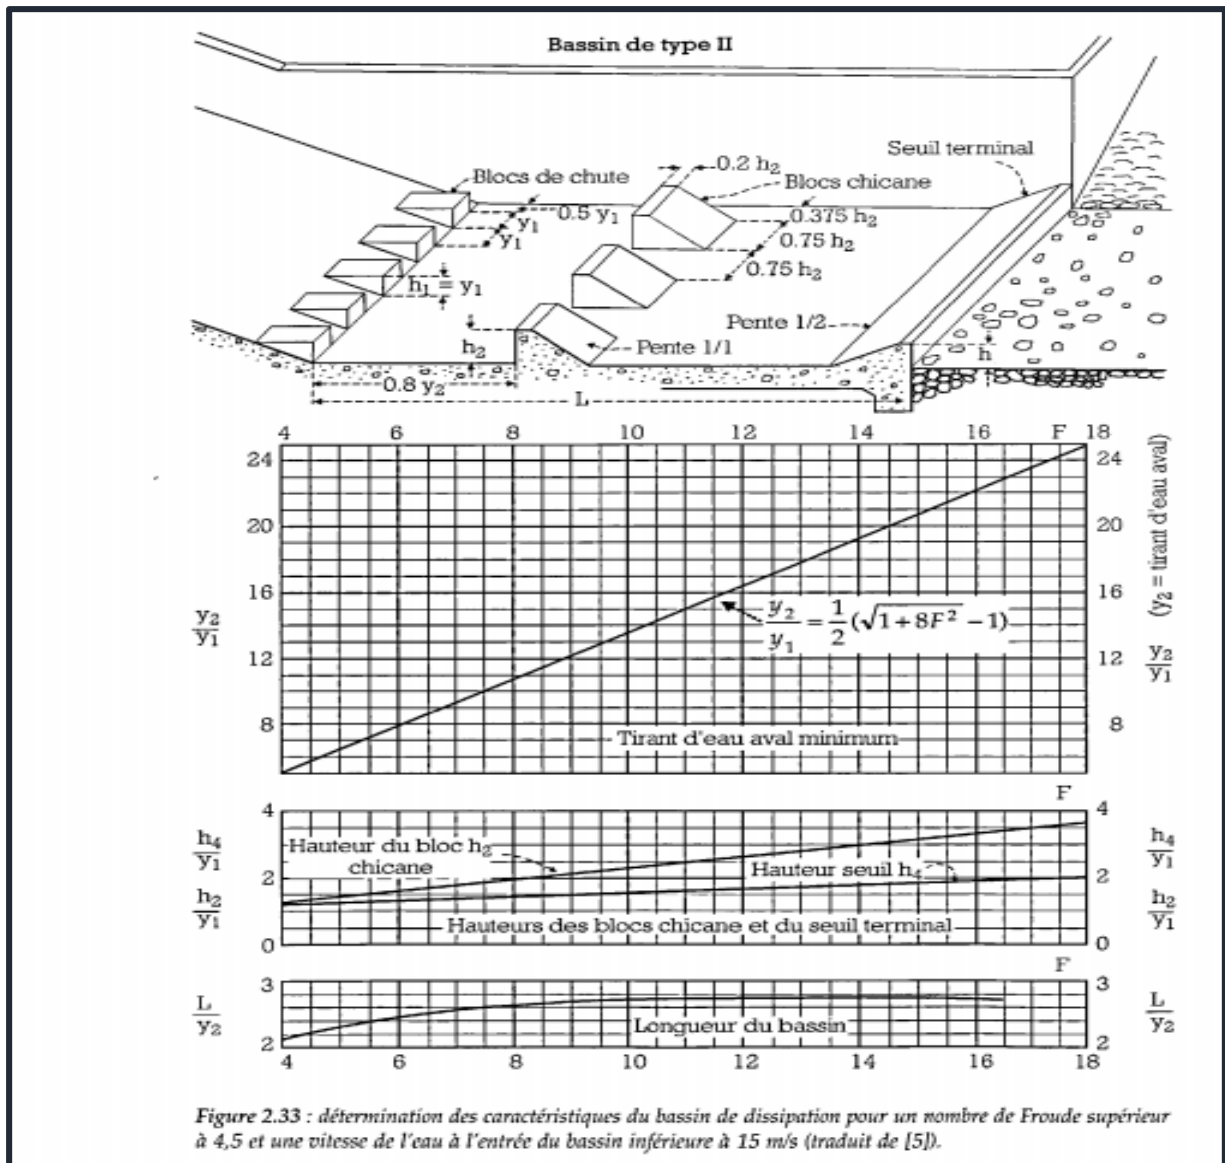 Bassin de type II
Seuil terminal
0.2 h₂
Blocs de chute
Blocs chicane
0.5 y₁
0.375 h₂
y₁
0.75 h₂
y₁
0.75 h₂
h₁ = y₁
Pente 1/2
h₂
Pente 1/1
h
0.8 y₂
L
4 6 8 10 12 14 16 F 18
24 24
20 20
16 16
12 12
8 8
y₂/y₁
y₂/y₁ (y₂ = tirant d'eau aval)
y₂/y₁ = 1/2 (√1+8F² -1)
Tirant d'eau aval minimum
F
4 4
h₄/y₁ h₄/y₁
Hauteur du bloc h₂
chicane
Hauteur seuil h₄
2 2
h₂/y₁ h₂/y₁
Hauteurs des blocs chicane et du seuil terminal
0 0
F
3 3
L/y₂ L/y₂
Longueur du bassin
2 2
4 6 8 10 12 14 16 18
Figure 2.33 : détermination des caractéristiques du bassin de dissipation pour un nombre de Froude supérieur
à 4,5 et une vitesse de l'eau à l'entrée du bassin inférieure à 15 m/s (traduit de [5]).